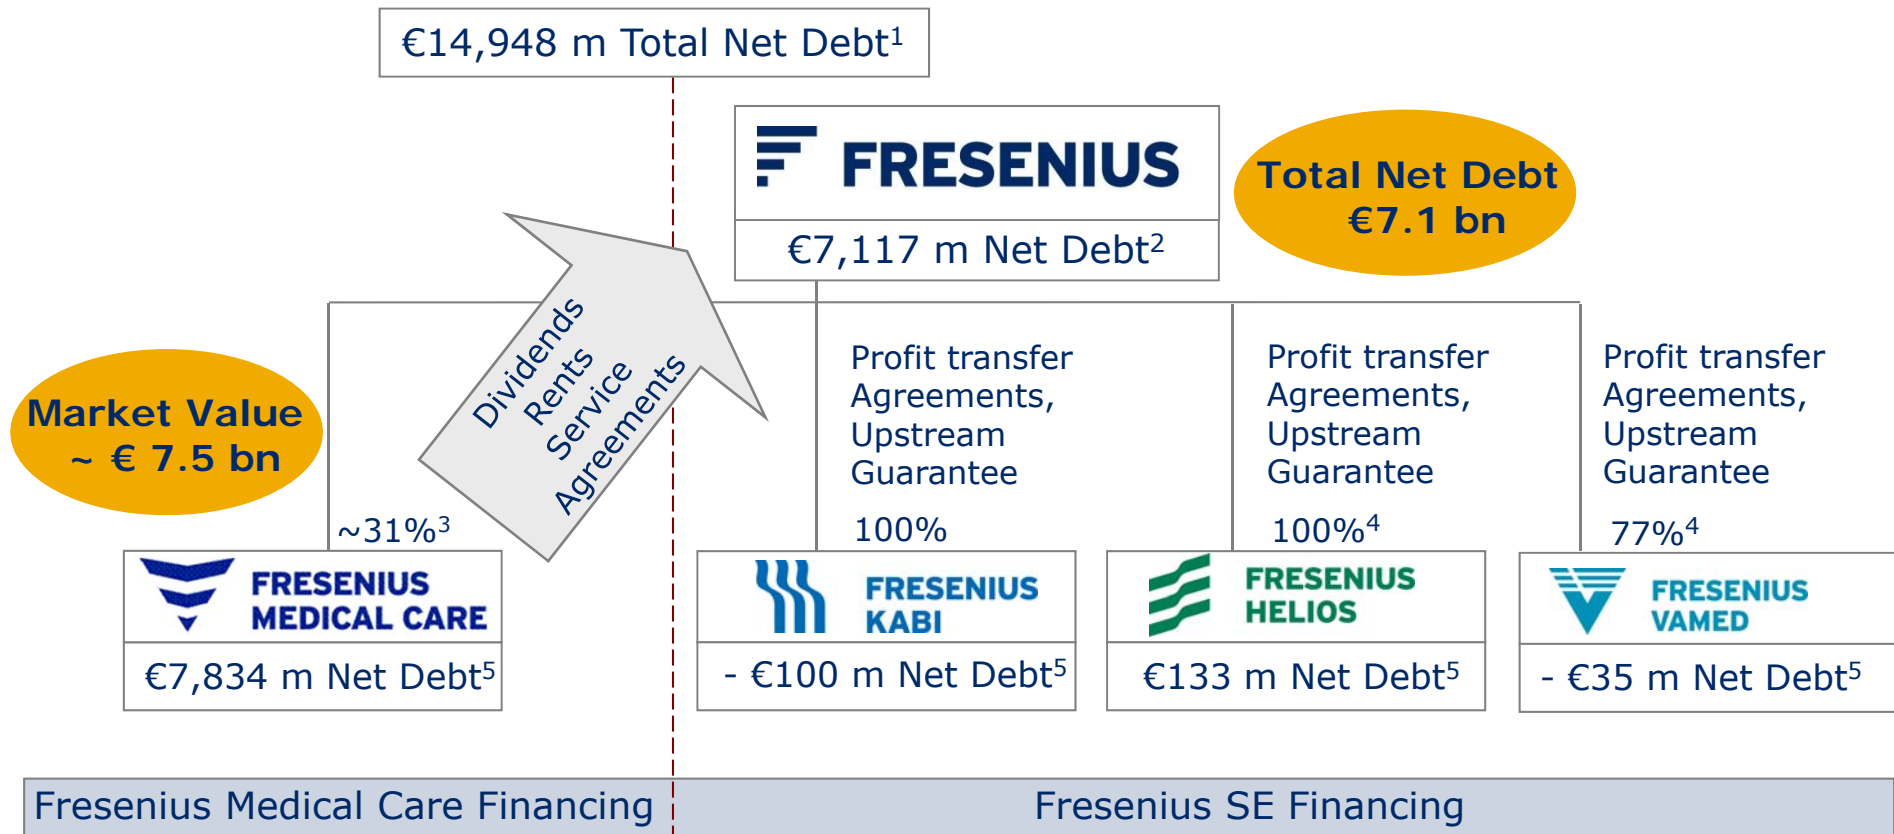 €14,948 m Total Net Debt¹
FRESENIUS
€7,117 m Net Debt²
Total Net Debt
€7.1 bn
Market Value
~ € 7.5 bn
Dividends
Rents
Service
Agreements
~31%³
FRESENIUS
MEDICAL CARE
€7,834 m Net Debt⁵
Profit transfer
Agreements,
Upstream
Guarantee
100%
FRESENIUS
KABI
- €100 m Net Debt⁵
Profit transfer
Agreements,
Upstream
Guarantee
100%⁴
FRESENIUS
HELIOS
€133 m Net Debt⁵
Profit transfer
Agreements,
Upstream
Guarantee
77%⁴
FRESENIUS
VAMED
- €35 m Net Debt⁵
Fresenius Medical Care Financing
Fresenius SE Financing